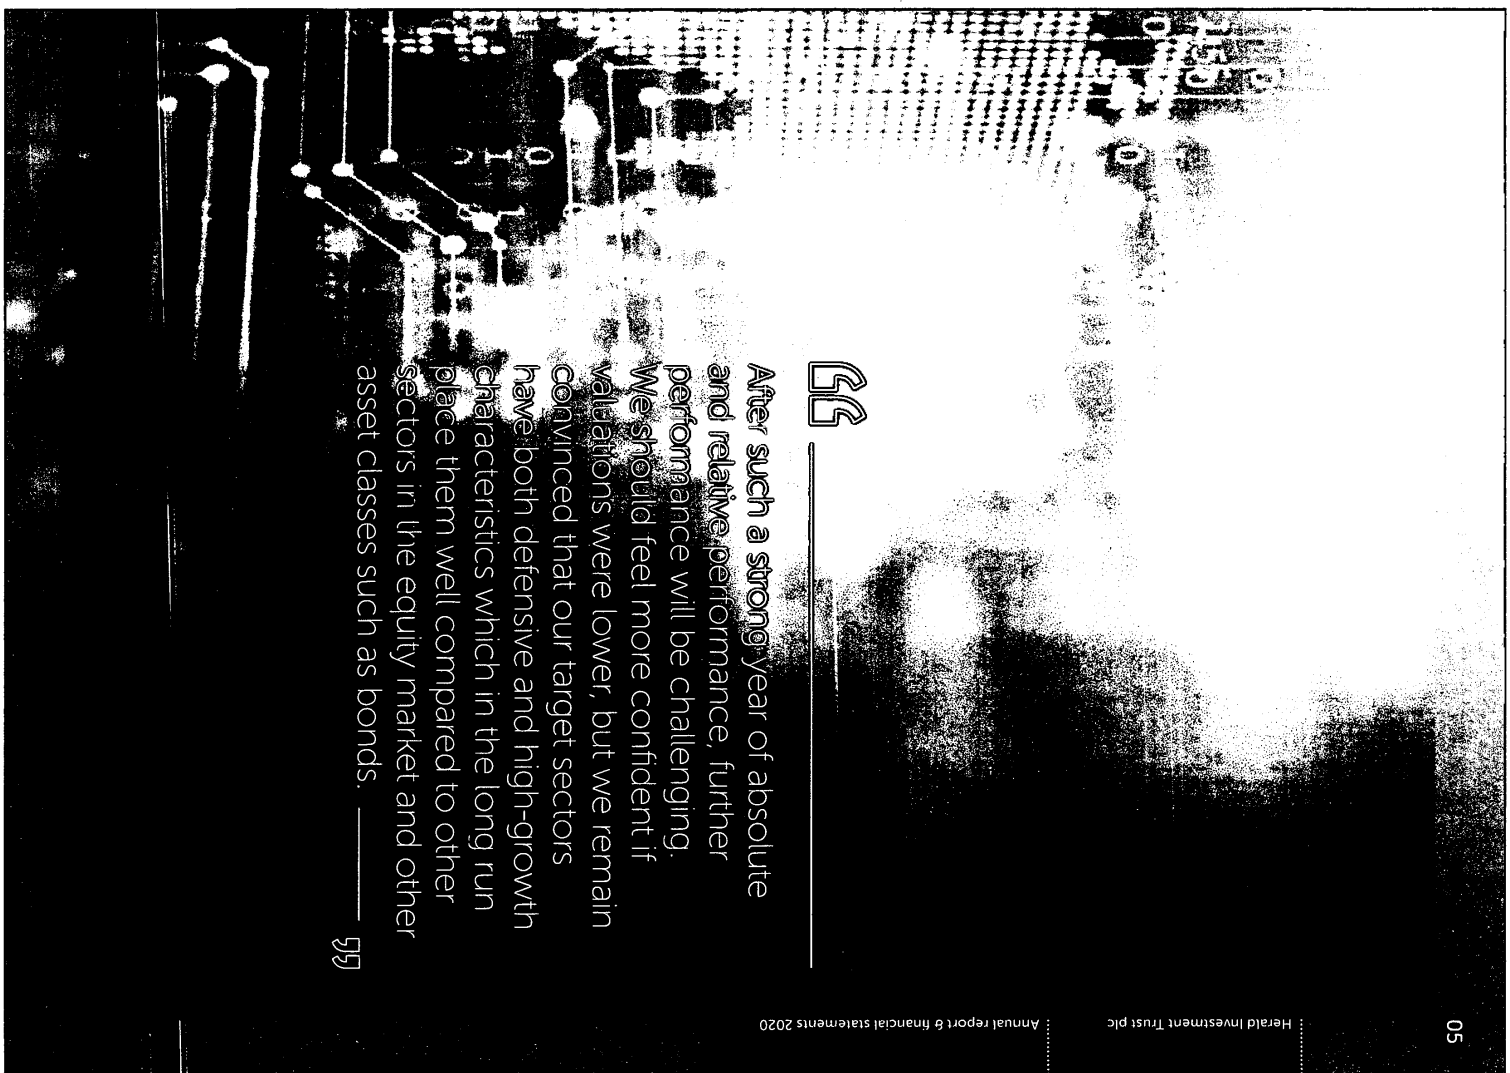 05
Herald Investment Trust plc
Annual report & financial statements 2020
“
After such a strong year of absolute
and relative performance, further
performance will be challenging.
We should feel more confident if
valuations were lower, but we remain
convinced that our target sectors
have both defensive and high-growth
characteristics which in the long run
place them well compared to other
sectors in the equity market and other
asset classes such as bonds.
”